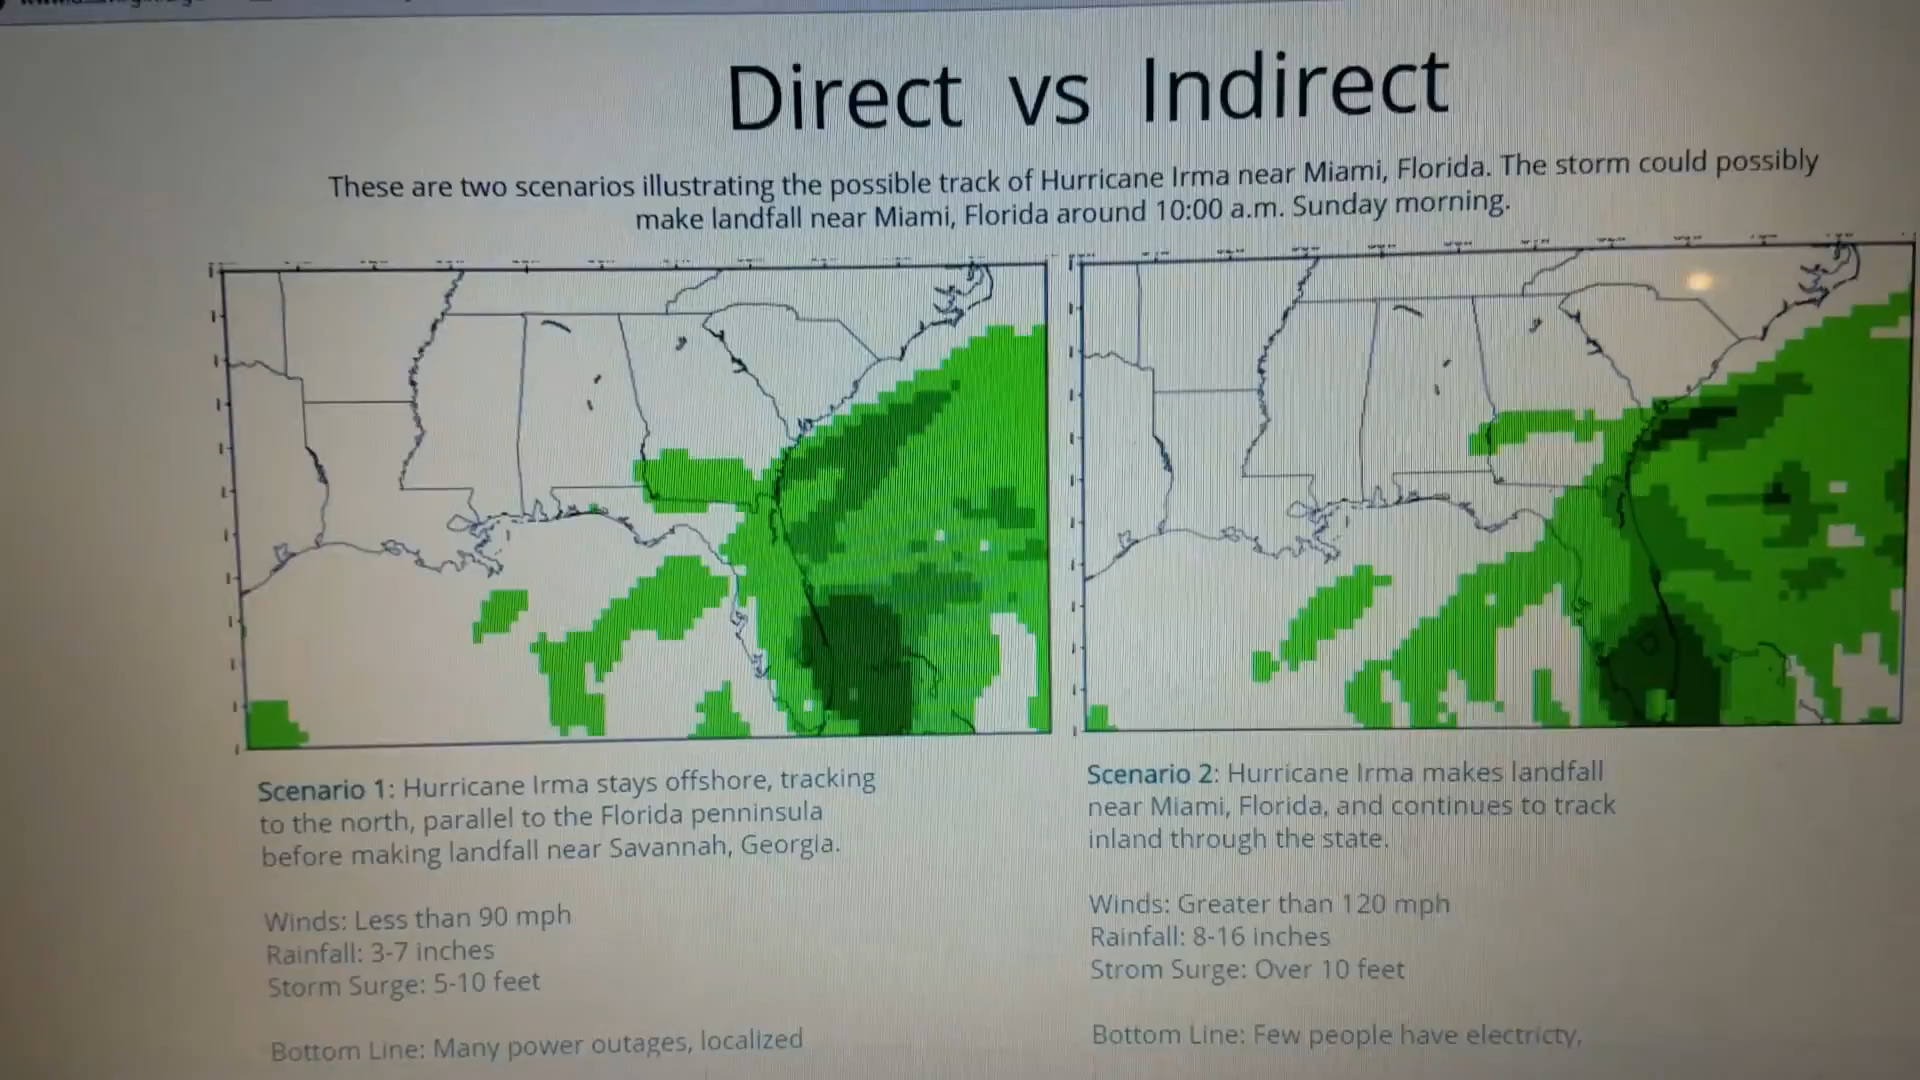 Direct vs Indirect
These are two scenarios illustrating the possible track of Hurricane Irma near Miami, Florida. The storm could possibly
make landfall near Miami, Florida around 10:00 a.m. Sunday morning.
Scenario 1: Hurricane Irma stays offshore, tracking
to the north, parallel to the Florida penninsula
before making landfall near Savannah, Georgia.
Winds: Less than 90 mph
Rainfall: 3-7 inches
Storm Surge: 5-10 feet
Bottom Line: Many power outages, localized
Scenario 2: Hurricane Irma makes landfall
near Miami, Florida, and continues to track
inland through the state.
Winds: Greater than 120 mph
Rainfall: 8-16 inches
Strom Surge: Over 10 feet
Bottom Line: Few people have electricty,